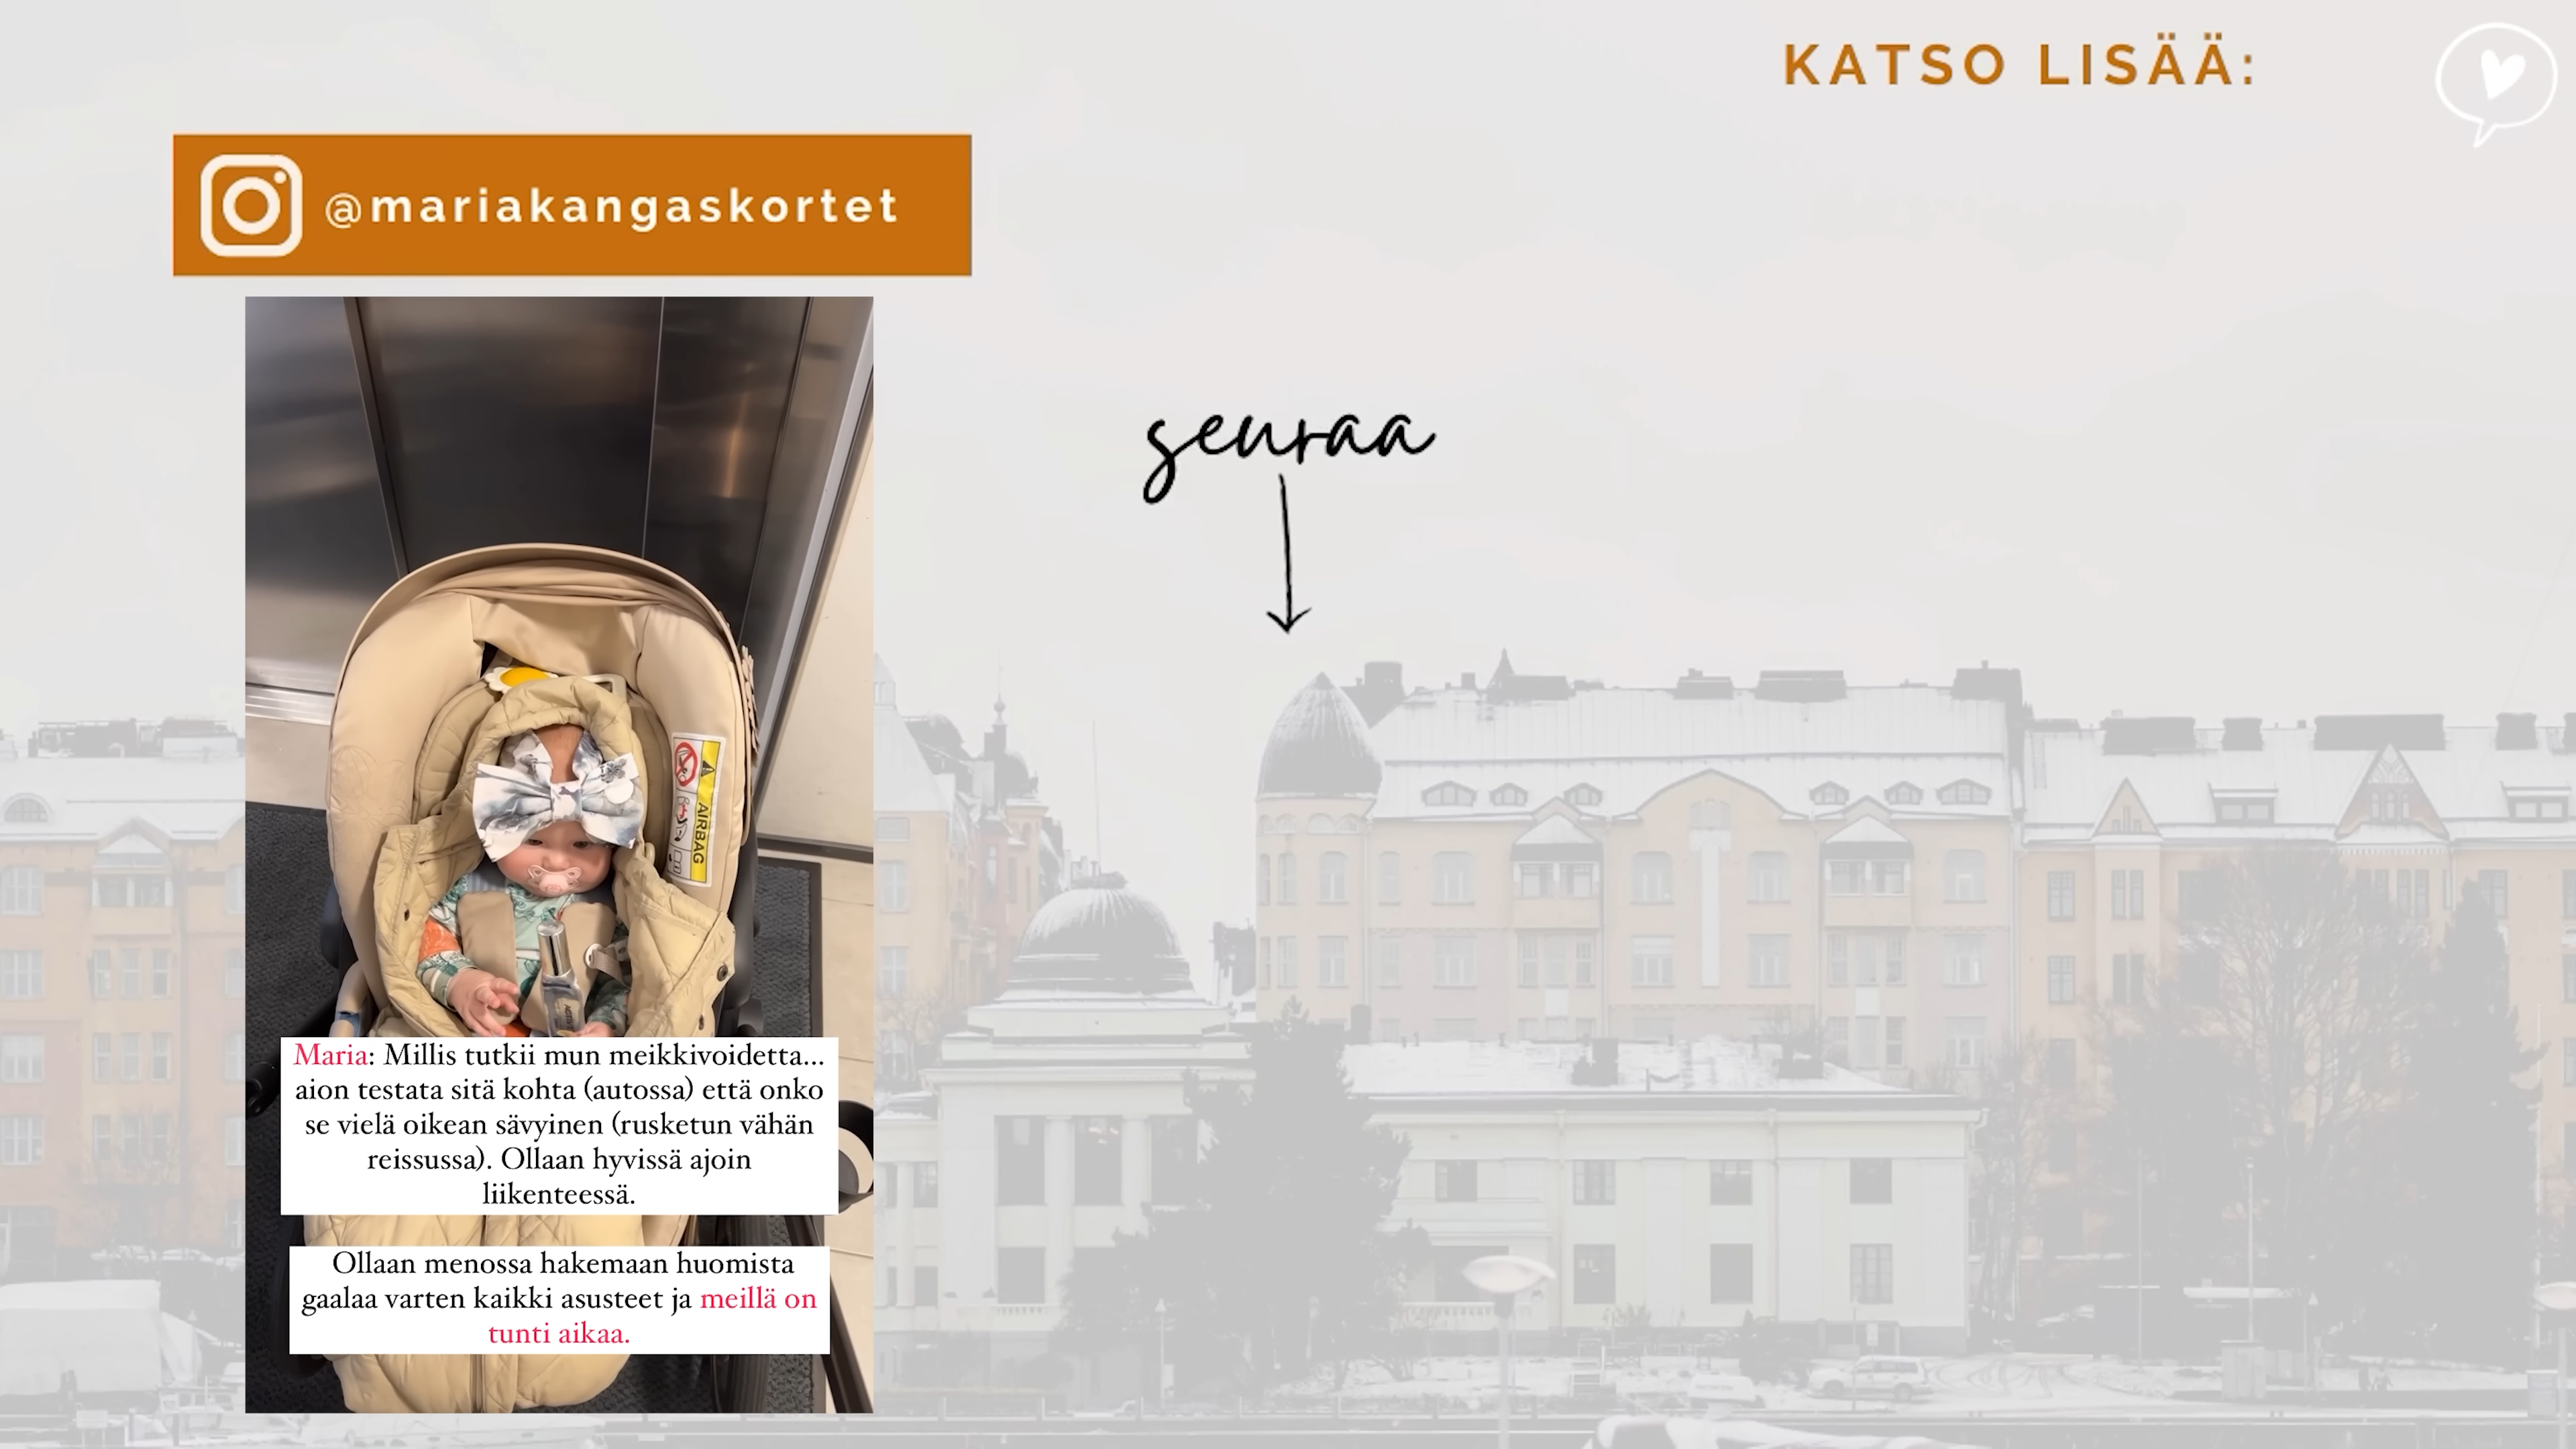 KATSO LISÄÄ:
@mariakangaskortet
seuraa
AIRBAG
Maria: Millis tutkii mun meikkivoidetta...
aion testata sitä kohta (autossa) että onko
se vielä oikean sävyinen (rusketun vähän
reissussa). Ollaan hyvissä ajoin
liikenteessä.
Ollaan menossa hakemaan huomista
gaalaa varten kaikki asusteet ja meillä on
tunti aikaa.